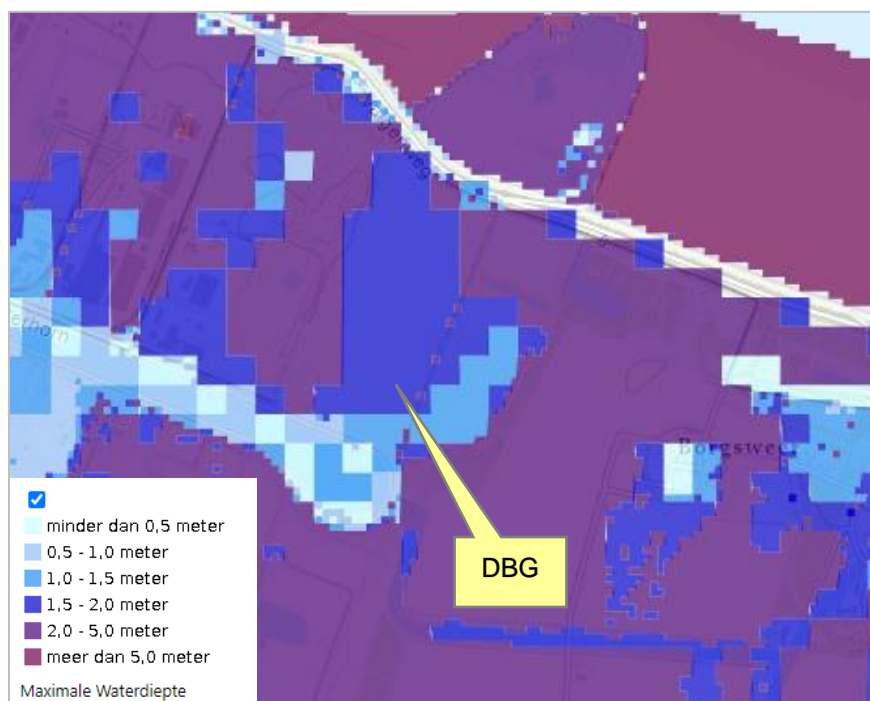 Borgswee
DBG
minder dan 0,5 meter
0,5 - 1,0 meter
1,0 - 1,5 meter
1,5 - 2,0 meter
2,0 - 5,0 meter
meer dan 5,0 meter
Maximale Waterdiepte